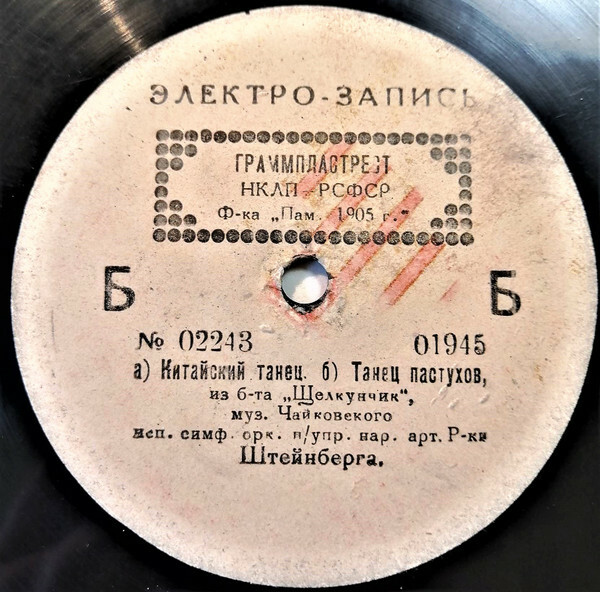 ЭЛЕКТРО-ЗАПИСЬ
ГРАММПЛАСТРЕСТ
НКЛП РСФСР
Ф-ка „Пам. 1905 г.“
Б Б
№ 02243 01945
а) Китайский танец. б) Танец пастухов,
из б-та „Щелкунчик“,
муз. Чайковского
исп. симф. орк. п/упр. нар. арт. Р-ки
Штейнберга.